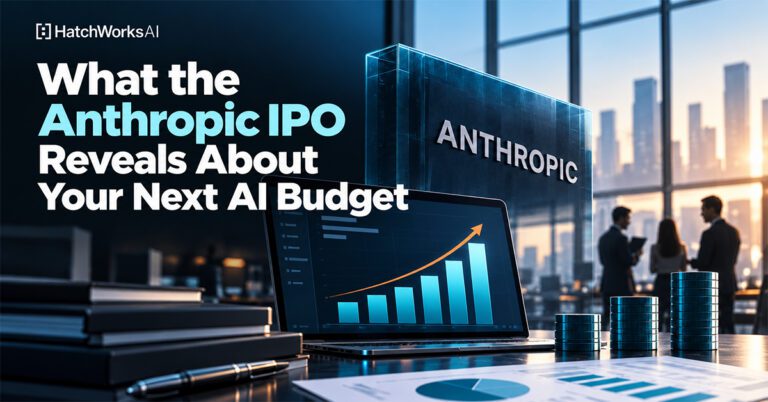 HatchWorksAI
What the
Anthropic IPO
Reveals About
Your Next AI Budget
ANTHROPIC